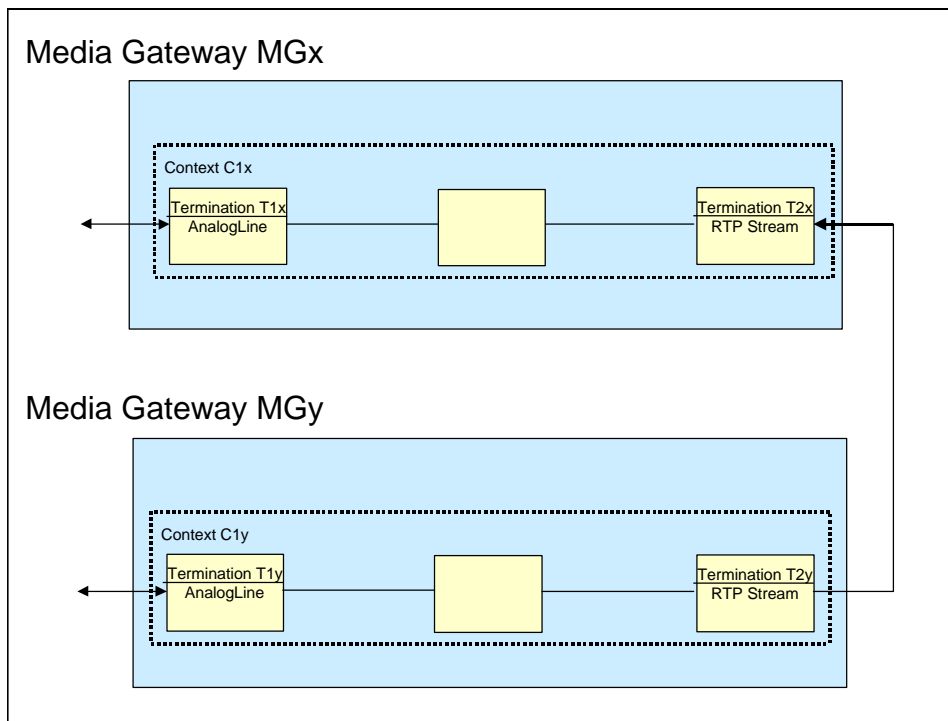 Media Gateway MGx
Context C1x
Termination T1x
AnalogLine
Termination T2x
RTP Stream
Media Gateway MGy
Context C1y
Termination T1y
AnalogLine
Termination T2y
RTP Stream